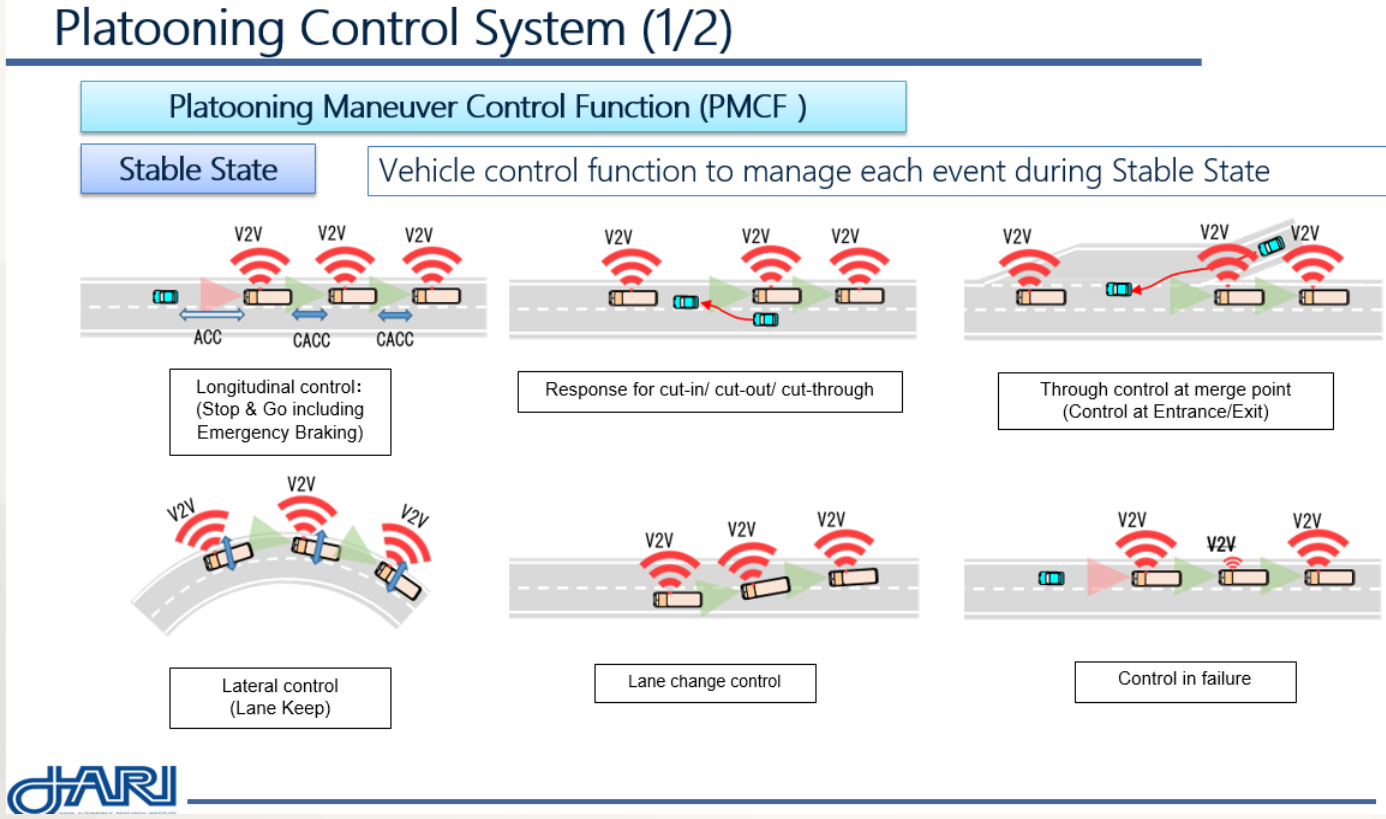 Platooning Control System (1/2)
Platooning Maneuver Control Function (PMCF )
Stable State
Vehicle control function to manage each event during Stable State
V2V V2V V2V
ACC CACC CACC
Longitudinal control:
(Stop & Go including
Emergency Braking)
V2V V2V V2V
Response for cut-in/ cut-out/ cut-through
V2V V2V V2V
Through control at merge point
(Control at Entrance/Exit)
V2V V2V V2V
Lateral control
(Lane Keep)
V2V V2V V2V
Lane change control
V2V V2V V2V
Control in failure
JARI